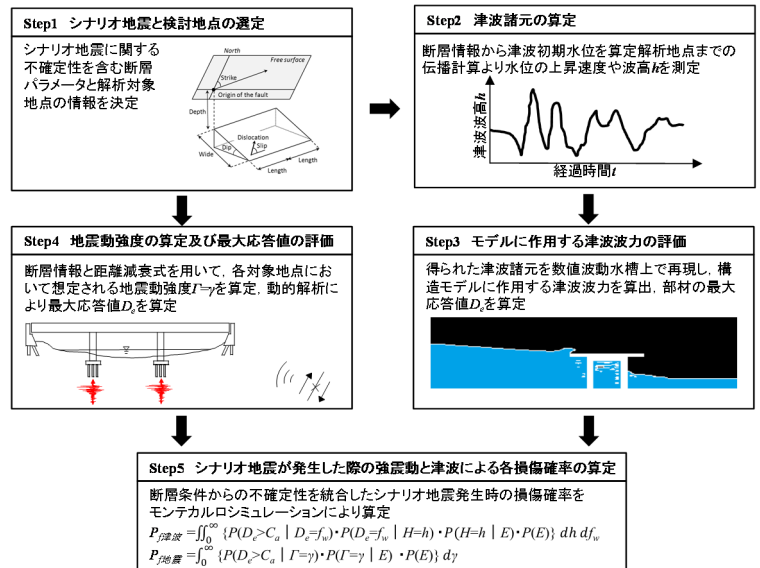 Step1 シナリオ地震と検討地点の選定
シナリオ地震に関する
不確定性を含む断層
パラメータと解析対象
地点の情報を決定
North
Free surface
Strike
Origin of the fault
Depth
Dislocation
Slip
Dip
Wide
Length
Length
Step2 津波諸元の算定
断層情報から津波初期水位を算定解析地点までの
伝播計算より水位の上昇速度や波高hを測定
津波波高h
経過時間t
Step4 地震動強度の算定及び最大応答値の評価
断層情報と距離減衰式を用いて，各対象地点にお
いて想定される地震動強度Γ=γを算定，動的解析に
より最大応答値Deを算定
Step3 モデルに作用する津波波力の評価
得られた津波諸元を数値波動水槽上で再現し，構
造モデルに作用する津波波力を算出，部材の最大
応答値Deを算定
Step5 シナリオ地震が発生した際の強震動と津波による各損傷確率の算定
断層条件からの不確定性を統合したシナリオ地震発生時の損傷確率を
モンテカルロシミュレーションにより算定
Pf津波 =∬0∞ {P(De>Ca | De=fw)・P(De=fw | H=h)・P(H=h | E)・P(E)} dh dfw
Pf地震 =∫0∞ {P(De>Ca | Γ=γ)・P(Γ=γ | E) ・P(E)} dγ